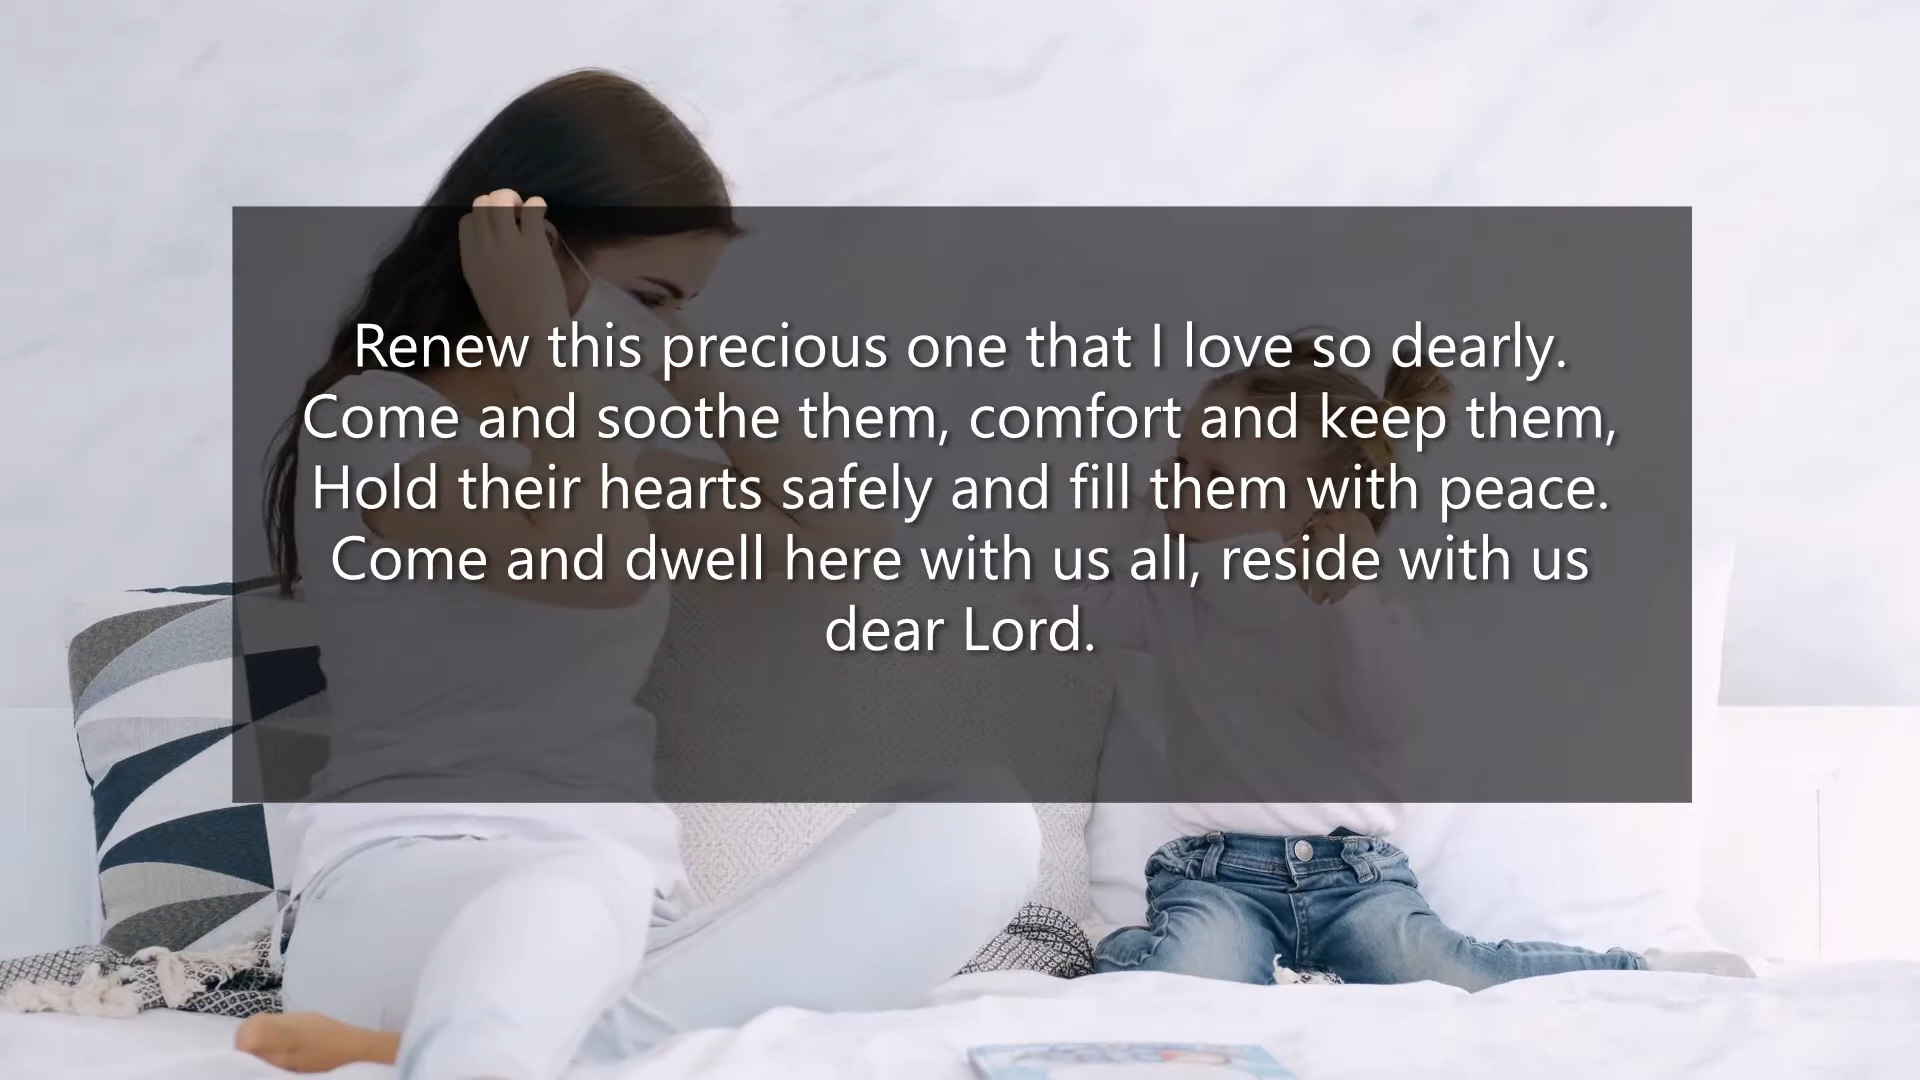 Renew this precious one that I love so dearly.
Come and soothe them, comfort and keep them,
Hold their hearts safely and fill them with peace.
Come and dwell here with us all, reside with us
dear Lord.